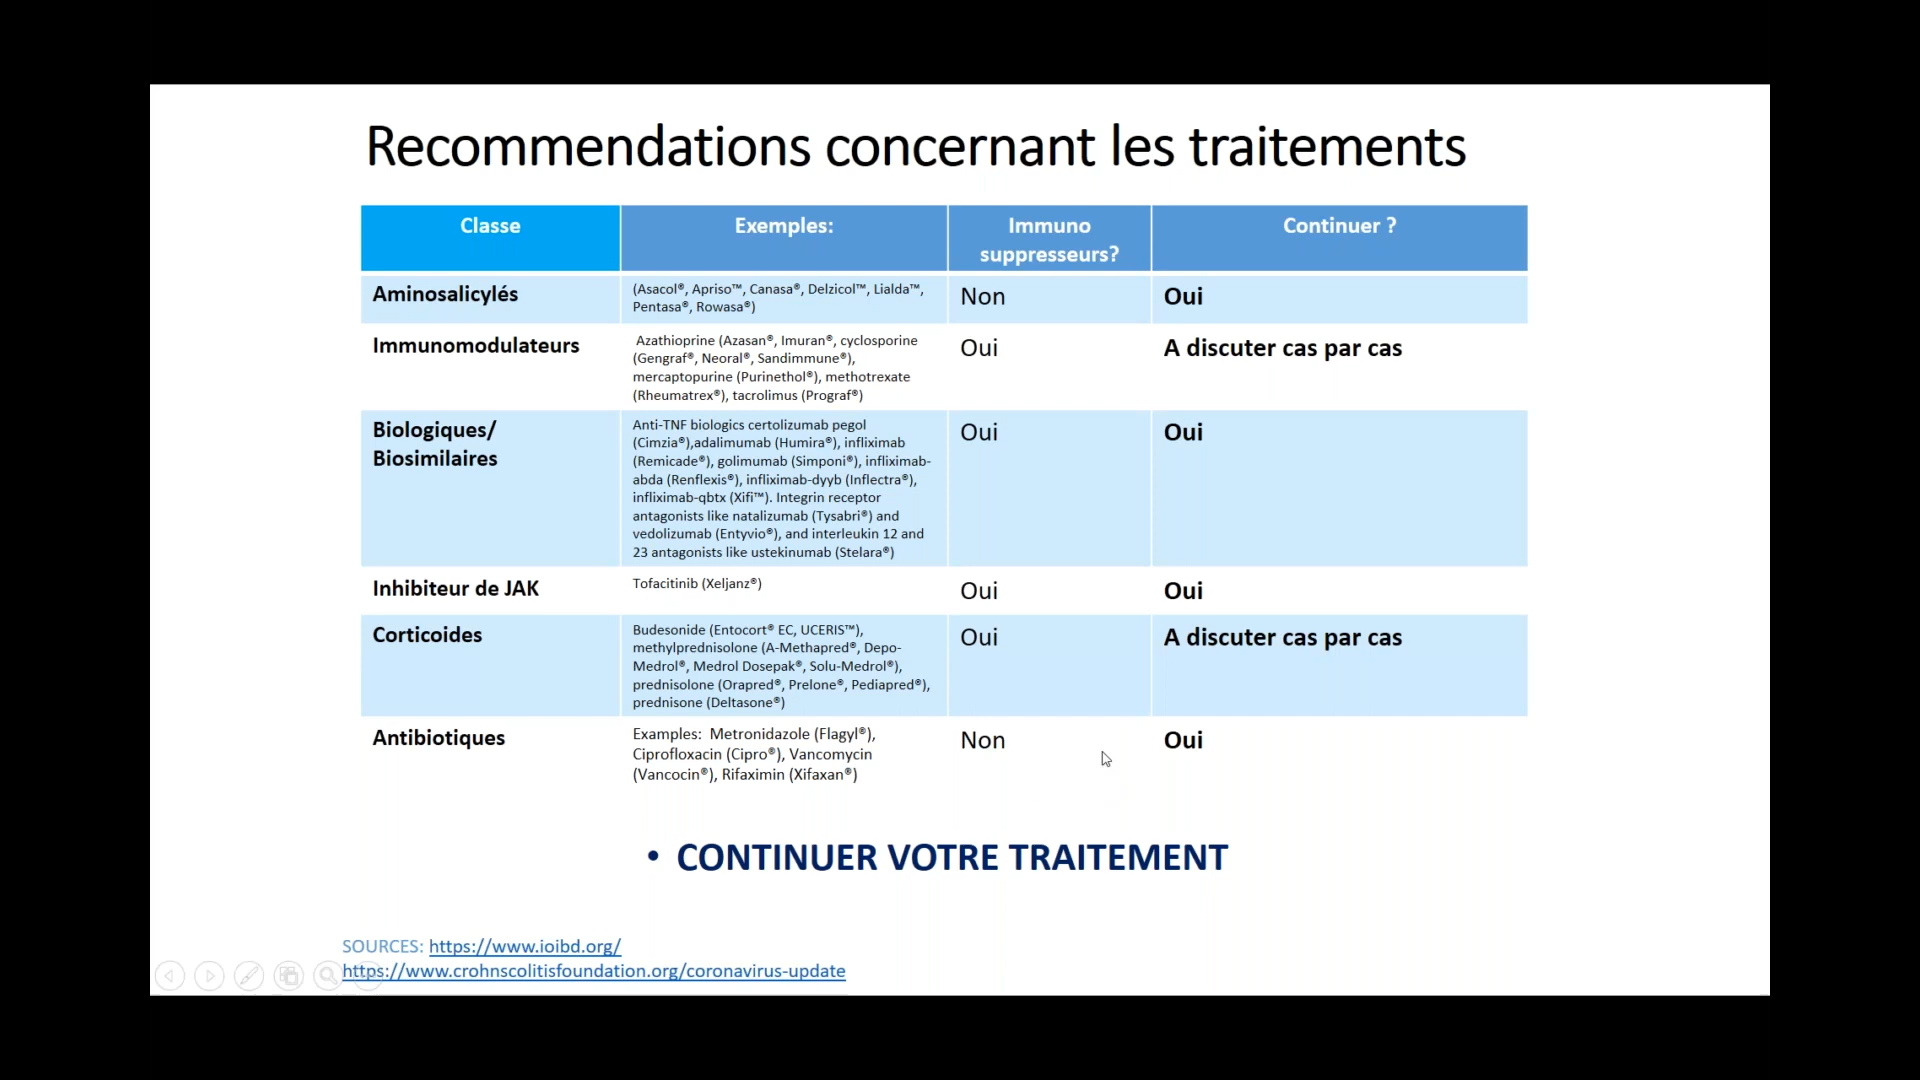 Recommendations concernant les traitements
Classe
Exemples:
Immuno
suppresseurs?
Continuer ?
Aminosalicylés
(Asacol®, Apriso™, Canasa®, Delzicol™, Lialda™,
Pentasa®, Rowasa®)
Non
Oui
Immunomodulateurs
Azathioprine (Azasan®, Imuran®, cyclosporine
(Gengraf®, Neoral®, Sandimmune®),
mercaptopurine (Purinethol®), methotrexate
(Rheumatrex®), tacrolimus (Prograf®)
Oui
A discuter cas par cas
Biologiques/
Biosimilaires
Anti-TNF biologics certolizumab pegol
(Cimzia®),adalimumab (Humira®), infliximab
(Remicade®), golimumab (Simponi®), infliximab-
abda (Renflexis®), infliximab-dyyb (Inflectra®),
infliximab-qbtx (Xifi™). Integrin receptor
antagonists like natalizumab (Tysabri®) and
vedolizumab (Entyvio®), and interleukin 12 and
23 antagonists like ustekinumab (Stelara®)
Oui
Oui
Inhibiteur de JAK
Tofacitinib (Xeljanz®)
Oui
Oui
Corticoides
Budesonide (Entocort® EC, UCERIS™),
methylprednisolone (A-Methapred®, Depo-
Medrol®, Medrol Dosepak®, Solu-Medrol®),
prednisolone (Orapred®, Prelone®, Pediapred®),
prednisone (Deltasone®)
Oui
A discuter cas par cas
Antibiotiques
Examples: Metronidazole (Flagyl®),
Ciprofloxacin (Cipro®), Vancomycin
(Vancocin®), Rifaximin (Xifaxan®)
Non
Oui
• CONTINUER VOTRE TRAITEMENT
SOURCES: https://www.ioibd.org/
https://www.crohnscolitisfoundation.org/coronavirus-update